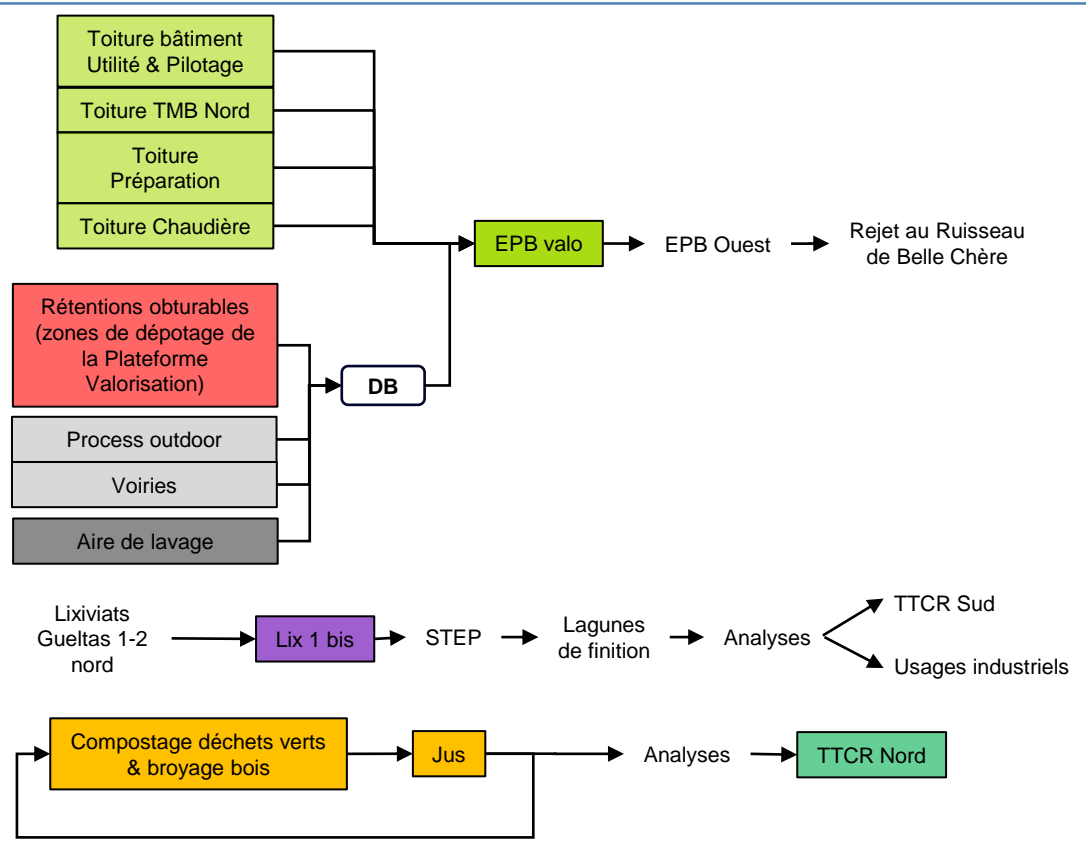 Toiture bâtiment
Utilité & Pilotage
Toiture TMB Nord
Toiture
Préparation
Toiture Chaudière
EPB valo
EPB Ouest
Rejet au Ruisseau
de Belle Chère
Rétentions obturables
(zones de dépotage de
la Plateforme
Valorisation)
DB
Process outdoor
Voiries
Aire de lavage
Lixiviats
Gueltas 1-2
nord
Lix 1 bis
STEP
Lagunes
de finition
Analyses
TTCR Sud
Usages industriels
Compostage déchets verts
& broyage bois
Jus
Analyses
TTCR Nord